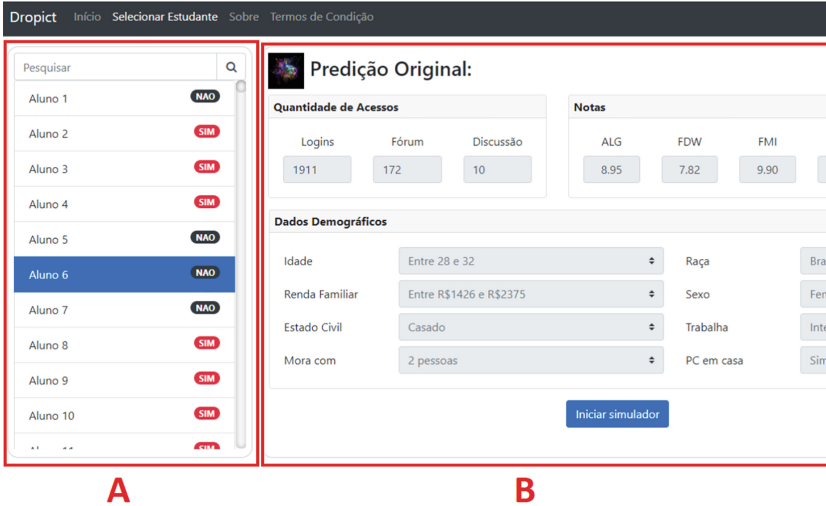 Dropict Início Selecionar Estudante Sobre Termos de Condição
Pesquisar
Aluno 1 NAO
Aluno 2 SIM
Aluno 3 SIM
Aluno 4 SIM
Aluno 5 NAO
Aluno 6 NAO
Aluno 7 NAO
Aluno 8 SIM
Aluno 9 SIM
Aluno 10 SIM
Predição Original:
Quantidade de Acessos
Logins Fórum Discussão
1911 172 10
Notas
ALG FDW FMI
8.95 7.82 9.90
Dados Demográficos
Idade Entre 28 e 32 Raça
Renda Familiar Entre R$1426 e R$2375 Sexo
Estado Civil Casado Trabalha
Mora com 2 pessoas PC em casa
Iniciar simulador
A B